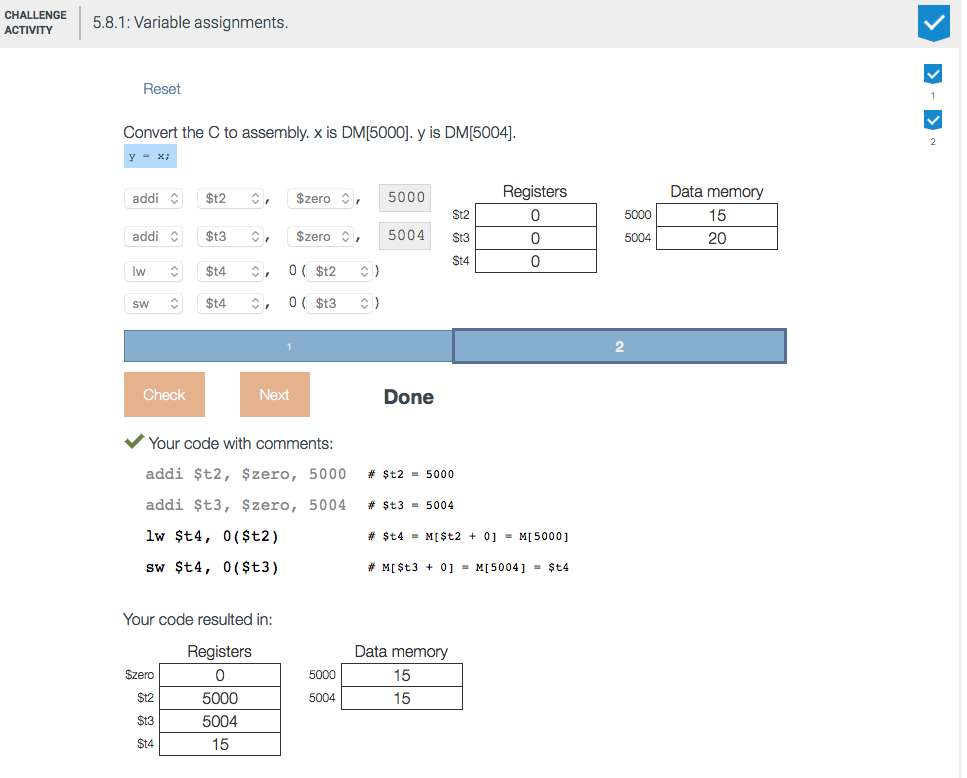 CHALLENGE
ACTIVITY
5.8.1: Variable assignments.
Reset
1
2
Convert the C to assembly. x is DM[5000]. y is DM[5004].
y = x;
addi $t2, $zero, 5000
addi $t3, $zero, 5004
lw $t4, 0 ( $t2 )
sw $t4, 0 ( $t3 )
Registers
$t2 0
$t3 0
$t4 0
Data memory
5000 15
5004 20
1 2
Check Next Done
Your code with comments:
addi $t2, $zero, 5000 # $t2 = 5000
addi $t3, $zero, 5004 # $t3 = 5004
lw $t4, 0($t2) # $t4 = M[$t2 + 0] = M[5000]
sw $t4, 0($t3) # M[$t3 + 0] = M[5004] = $t4
Your code resulted in:
Registers
$zero 0
$t2 5000
$t3 5004
$t4 15
Data memory
5000 15
5004 15